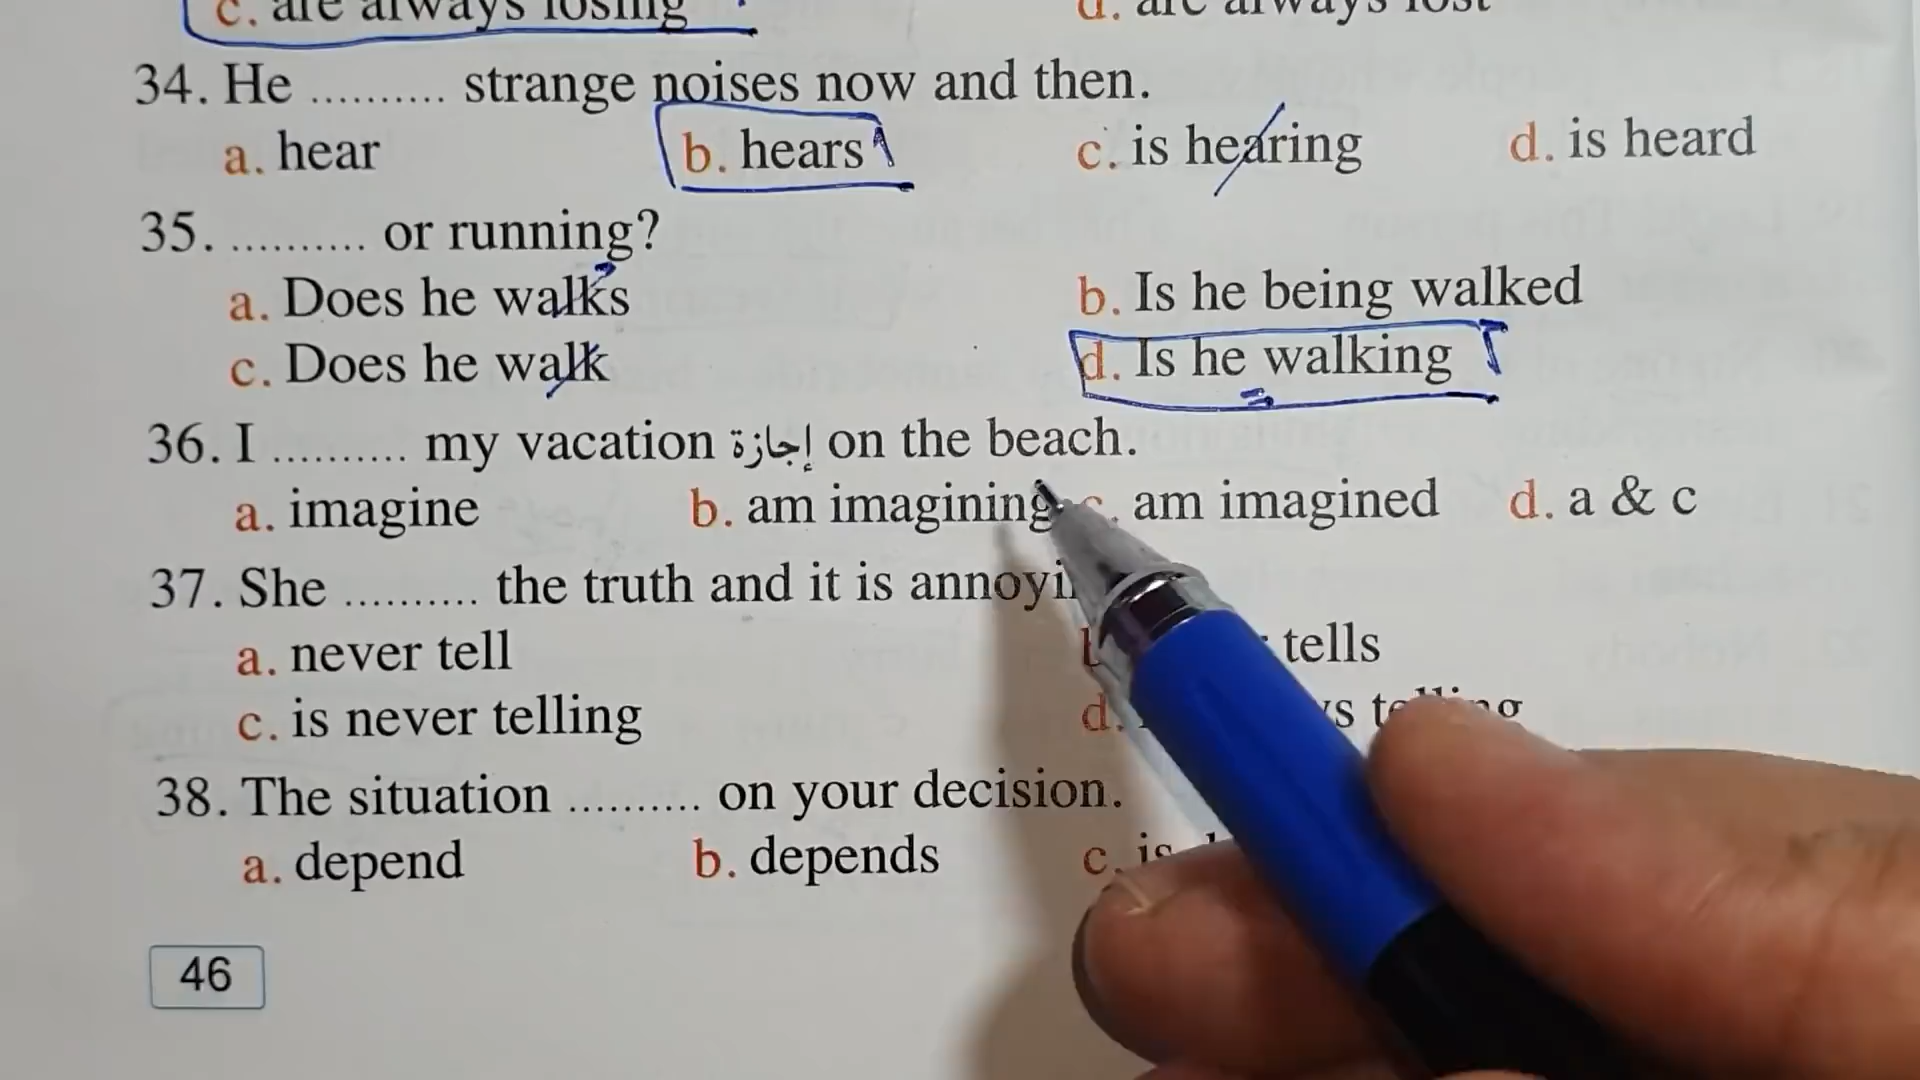 c. are always losing d. are always lost
34. He .......... strange noises now and then.
a. hear b. hears c. is hearing d. is heard
35. .......... or running?
a. Does he walks b. Is he being walked
c. Does he walk d. Is he walking
36. I .......... my vacation إجازة on the beach.
a. imagine b. am imagining c. am imagined d. a & c
37. She .......... the truth and it is
a. never tell tells
c. is never telling d.
38. The situation .......... on your decision.
a. depend b. depends c. is
46